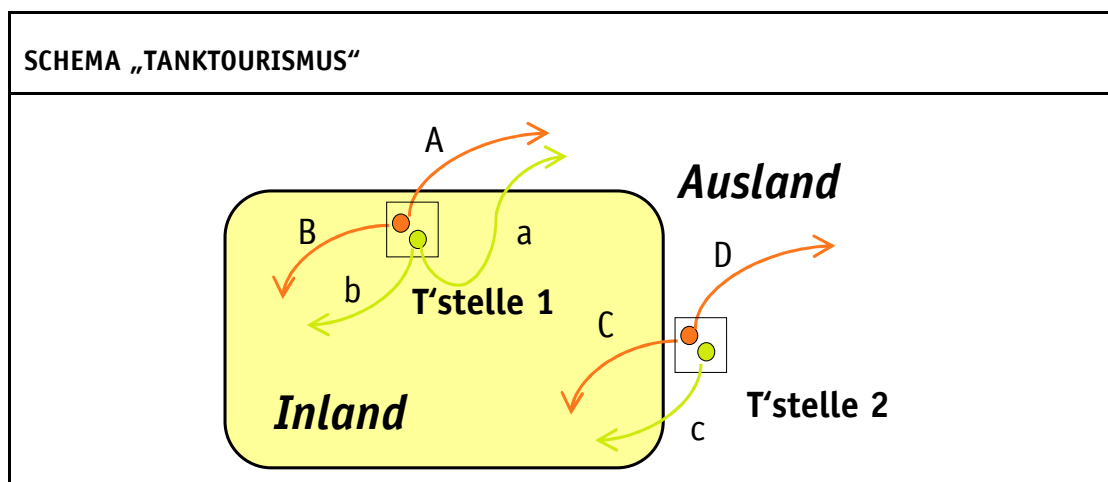 SCHEMA „TANKTOURISMUS“
A
Ausland
B
a
D
b
T‘stelle 1
C
Inland
T‘stelle 2
c